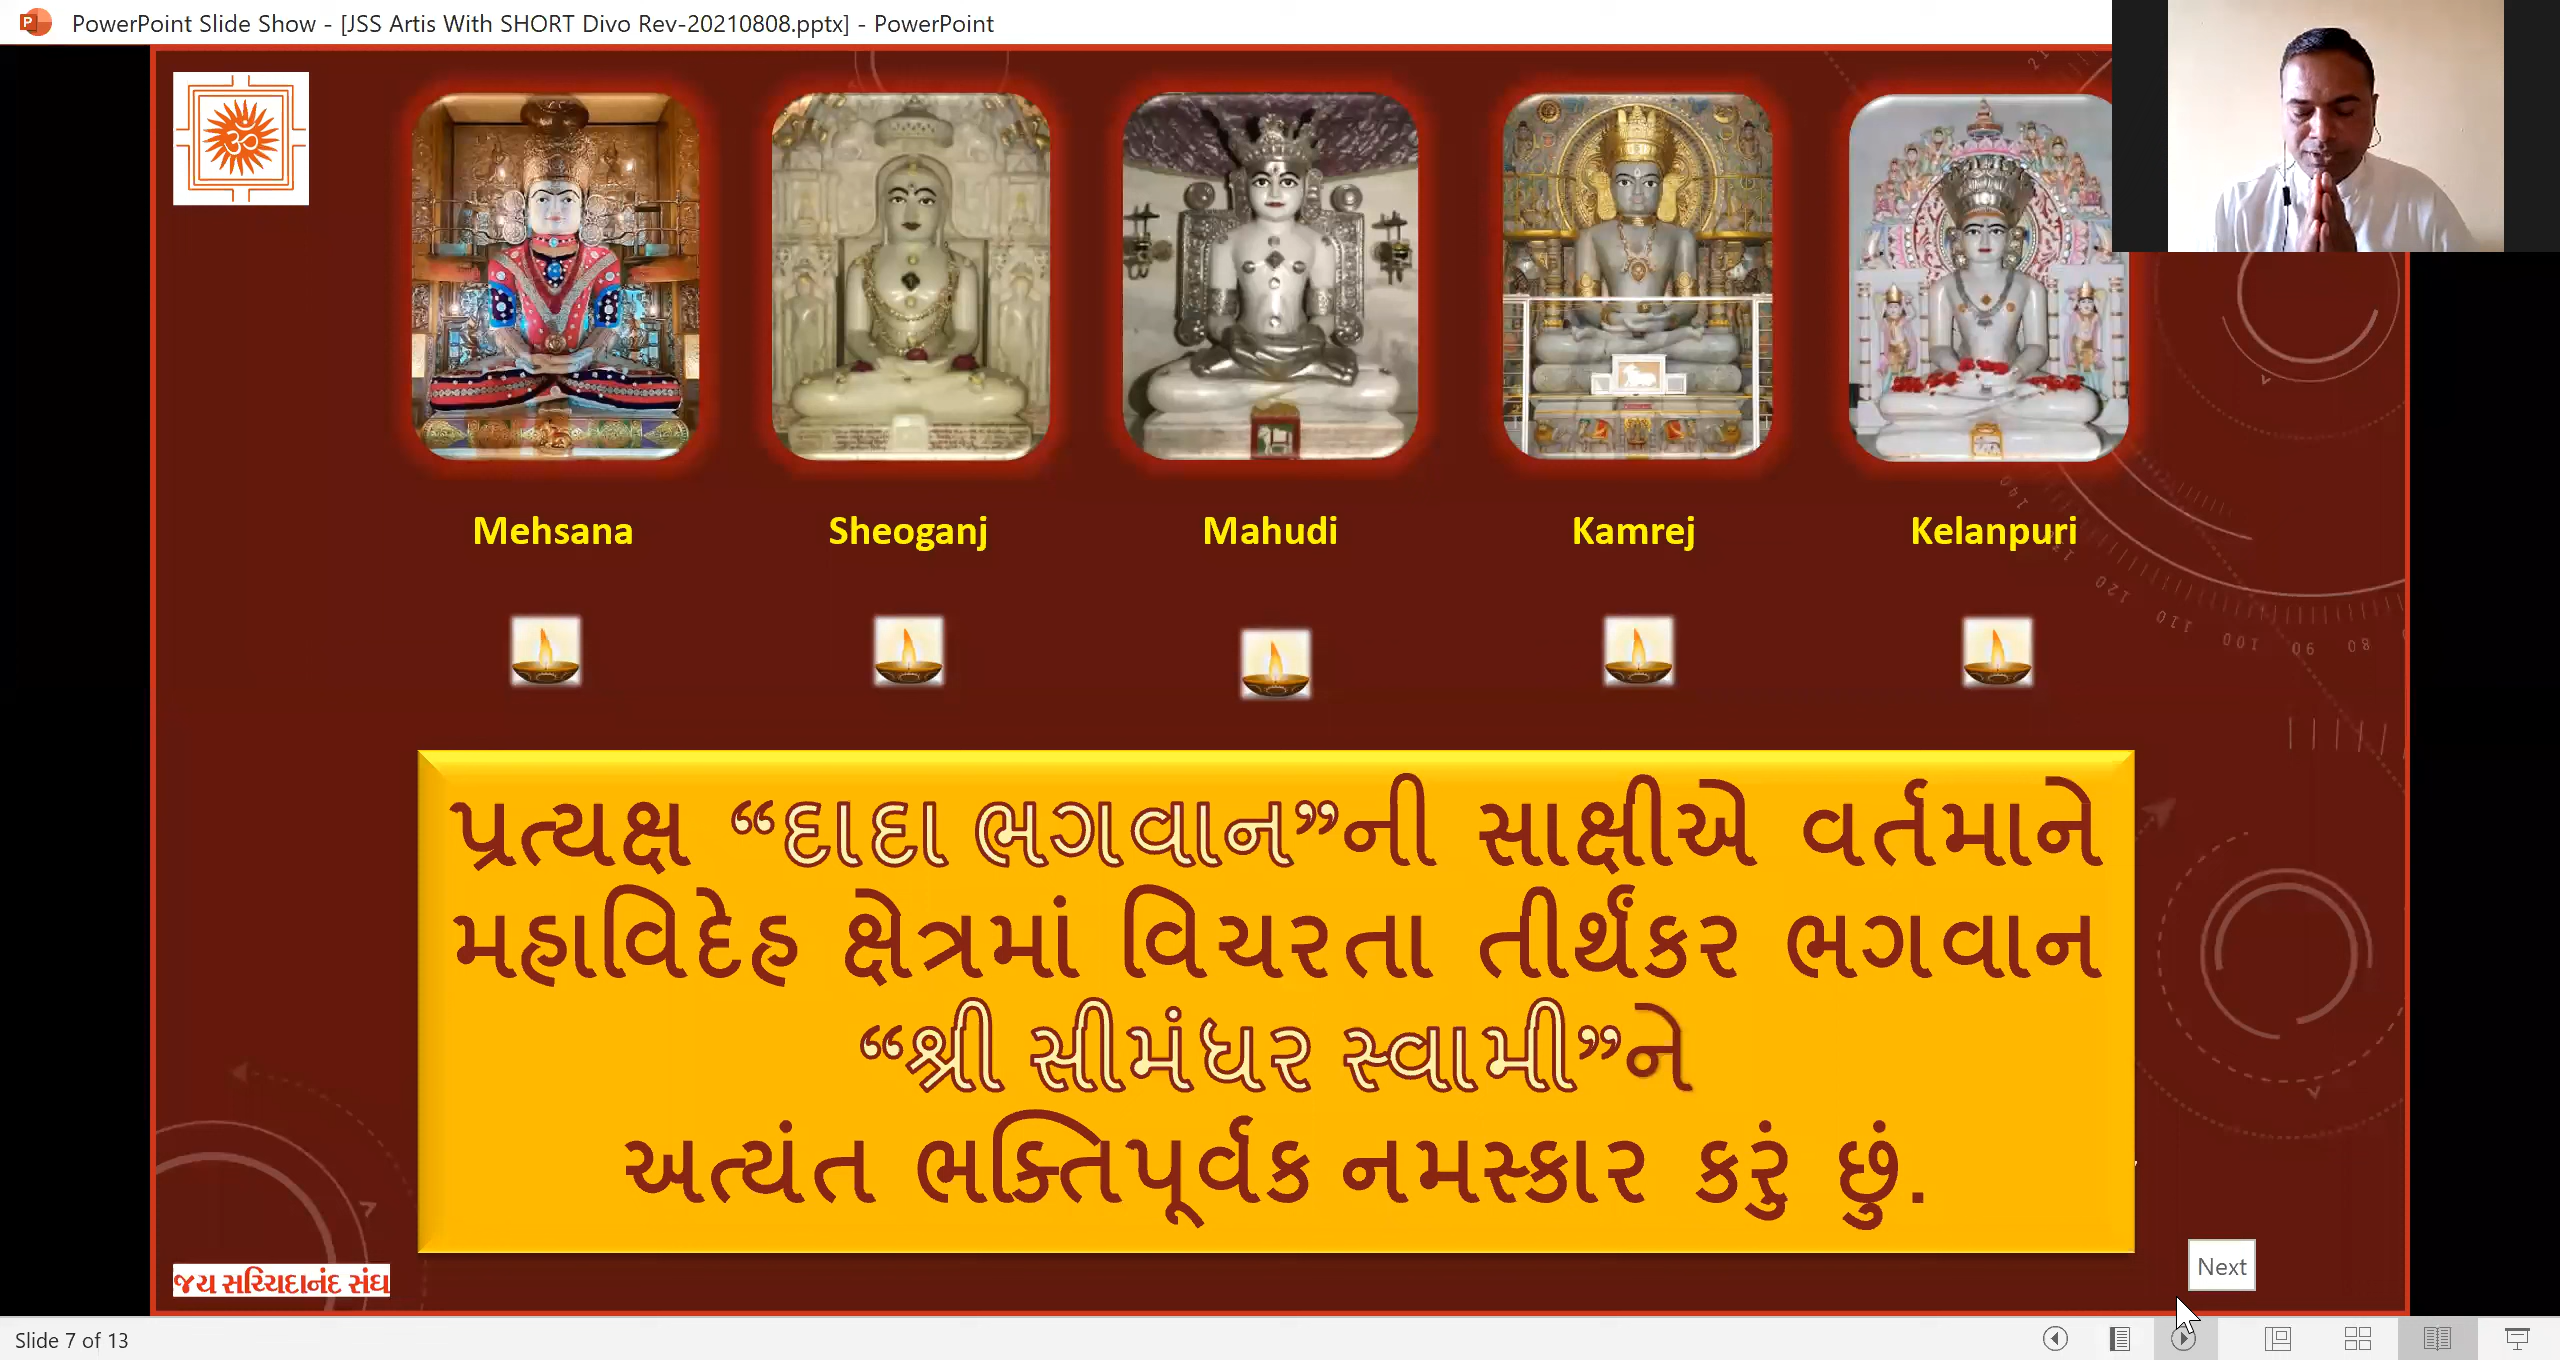 PowerPoint Slide Show - [JSS Artis With SHORT Divo Rev-20210808.pptx] - PowerPoint
Mehsana Sheoganj Mahudi Kamrej Kelanpuri
પ્રત્યક્ષ “દાદા ભગવાન”ની સાક્ષીએ વર્તમાને
મહાવિદેહ ક્ષેત્રમાં વિચરતા તીર્થંકર ભગવાન
“શ્રી સીમંધર સ્વામી”ને
અત્યંત ભક્તિપૂર્વક નમસ્કાર કરું છું.
જય સચ્ચિદાનંદ સંઘ
Next
Slide 7 of 13